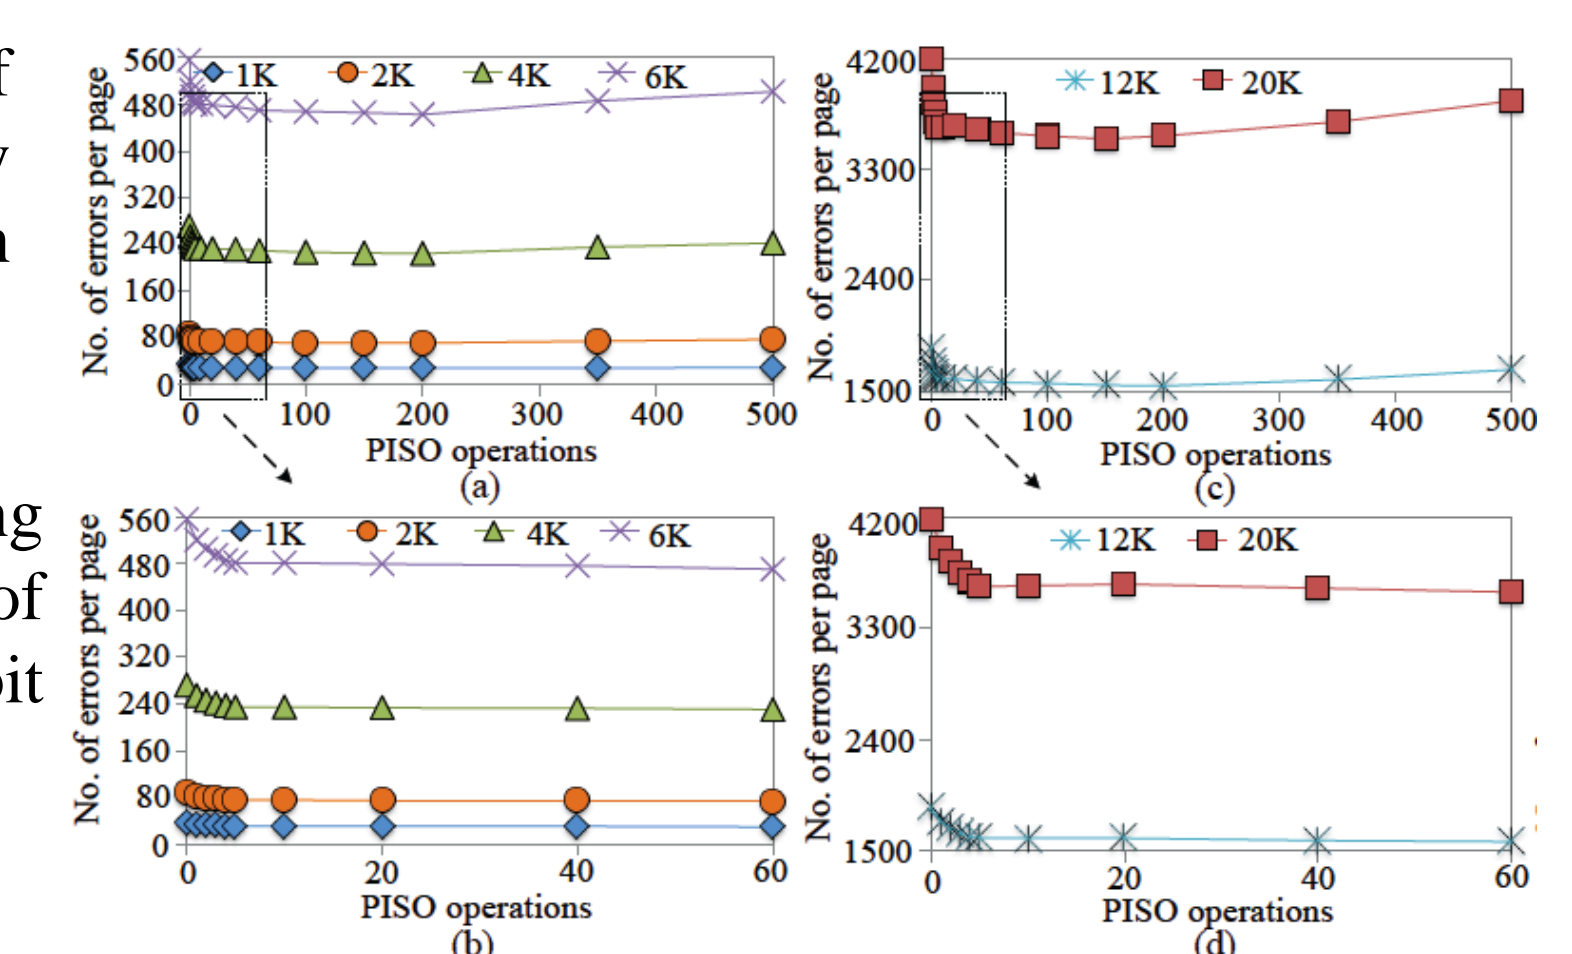 f
y
n
ng
of
bit
No. of errors per page
560
480
400
320
240
160
80
0
1K 2K 4K 6K
0 100 200 300 400 500
PISO operations
(a)
No. of errors per page
4200
3300
2400
1500
12K 20K
0 100 200 300 400 500
PISO operations
(c)
No. of errors per page
560
480
400
320
240
160
80
0
1K 2K 4K 6K
0 20 40 60
PISO operations
(b)
No. of errors per page
4200
3300
2400
1500
12K 20K
0 20 40 60
PISO operations
(d)